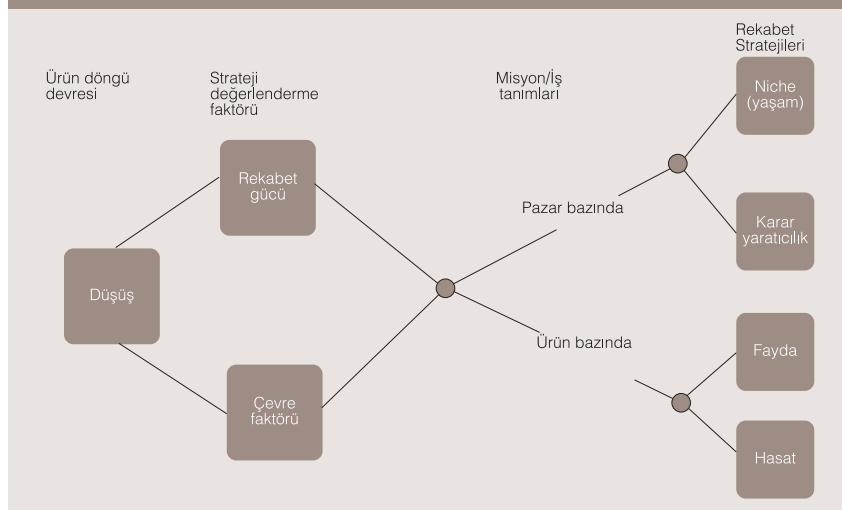 Ürün döngü
devresi
Strateji
değerlenderme
faktörü
Misyon/İş
tanımları
Rekabet
Stratejileri
Düşüş
Rekabet
gücü
Çevre
faktörü
Pazar bazında
Ürün bazında
Niche
(yaşam)
Karar
yaratıcılık
Fayda
Hasat